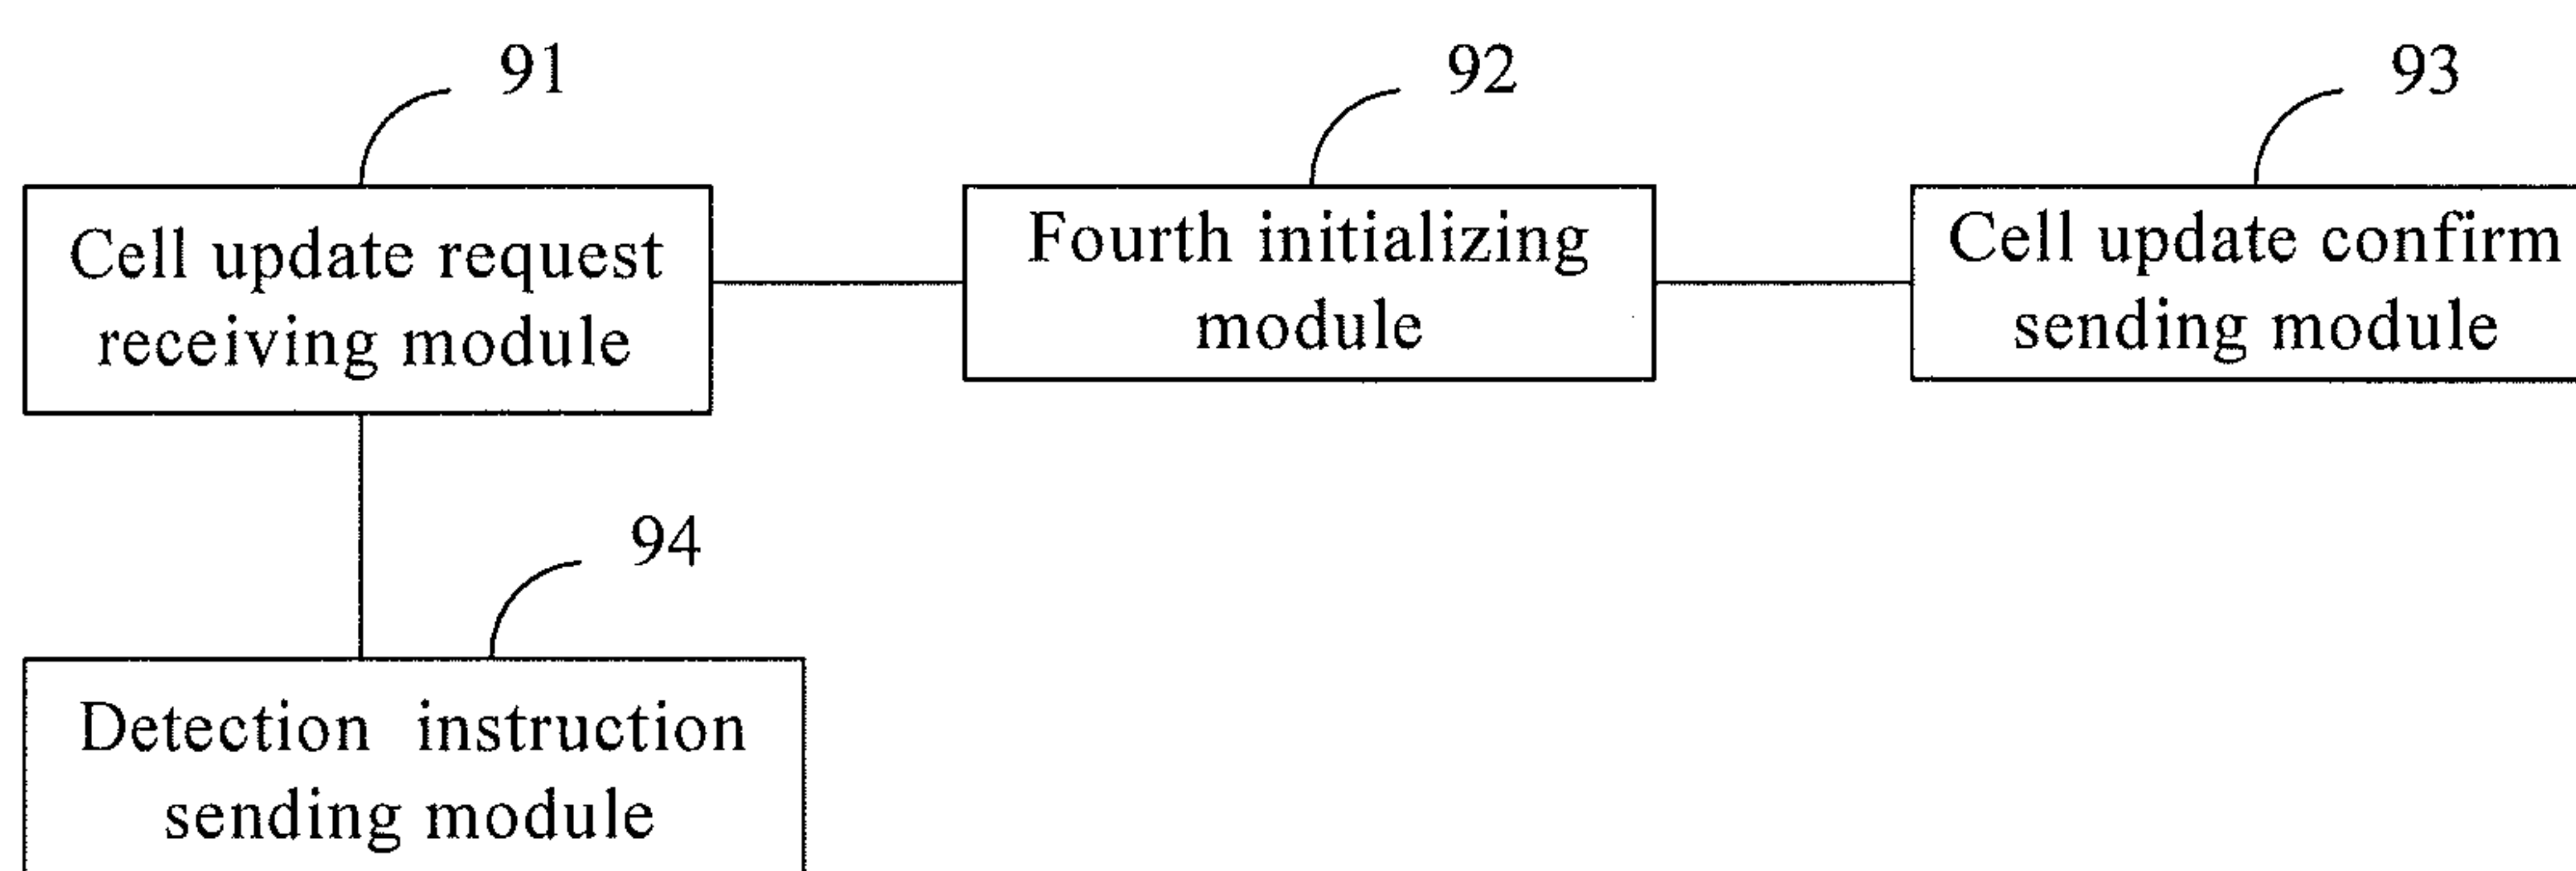 91
92
93
Cell update request
receiving module
Fourth initializing
module
Cell update confirm
sending module
94
Detection instruction
sending module